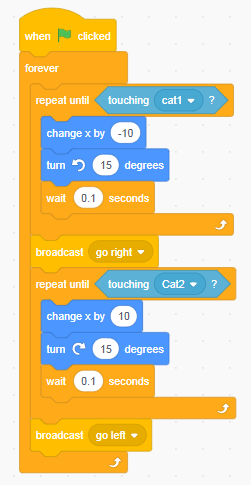 when clicked
forever
repeat until touching cat1 ?
change x by -10
turn 15 degrees
wait 0.1 seconds
broadcast go right
repeat until touching Cat2 ?
change x by 10
turn 15 degrees
wait 0.1 seconds
broadcast go left